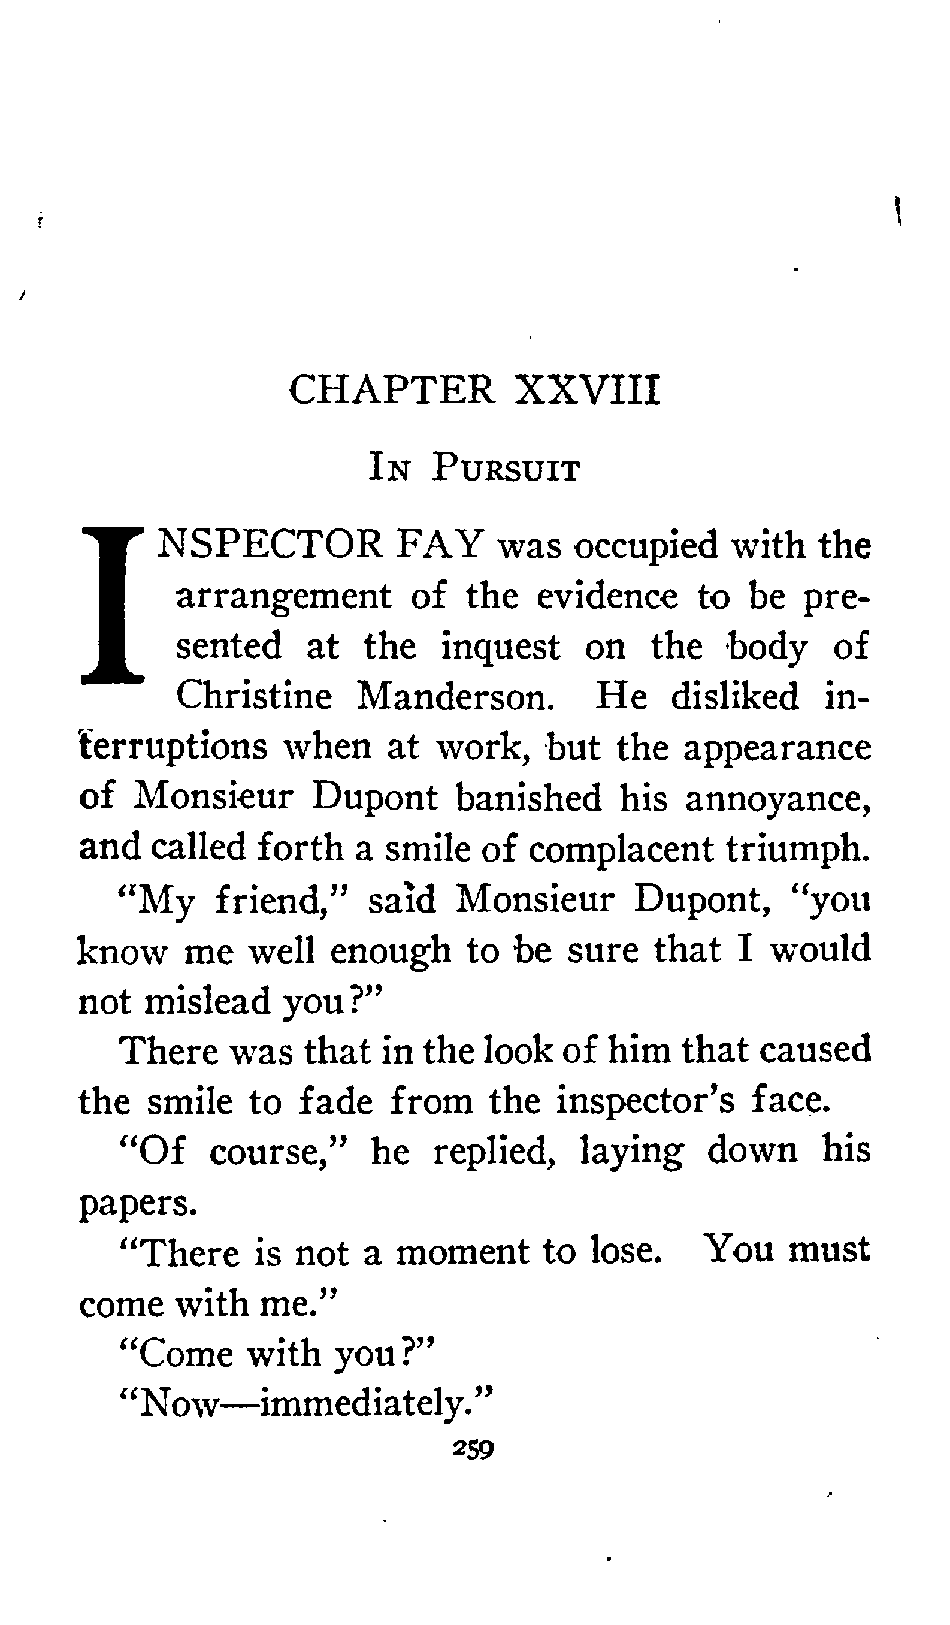 CHAPTER XXVIII
In Pursuit
INSPECTOR FAY was occupied with the
arrangement of the evidence to be pre-
sented at the inquest on the body of
Christine Manderson. He disliked in-
terruptions when at work, but the appearance
of Monsieur Dupont banished his annoyance,
and called forth a smile of complacent triumph.
“My friend,” said Monsieur Dupont, “you
know me well enough to be sure that I would
not mislead you?”
There was that in the look of him that caused
the smile to fade from the inspector's face.
“Of course,” he replied, laying down his
papers.
“There is not a moment to lose. You must
come with me.”
“Come with you?”
“Now—immediately.”
259